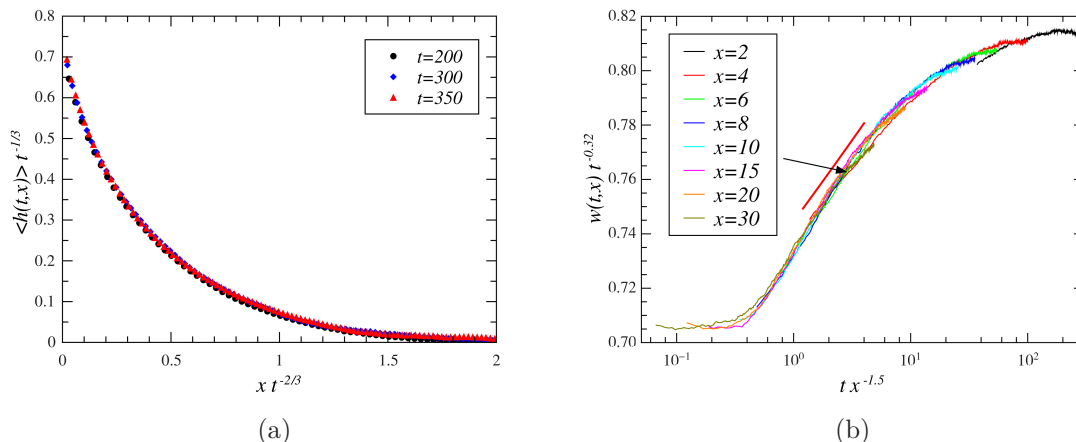 0.8
0.7
0.6
0.5
0.4
0.3
0.2
0.1
0
0
0.5
1
1.5
2
<h(t,x)> t^{-1/3}
x t^{-2/3}
t=200
t=300
t=350
(a)
0.82
0.80
0.78
0.76
0.74
0.72
0.70
10^{-1}
10^{0}
10^{1}
10^{2}
w(t,x) t^{-0.32}
t x^{-1.5}
x=2
x=4
x=6
x=8
x=10
x=15
x=20
x=30
(b)